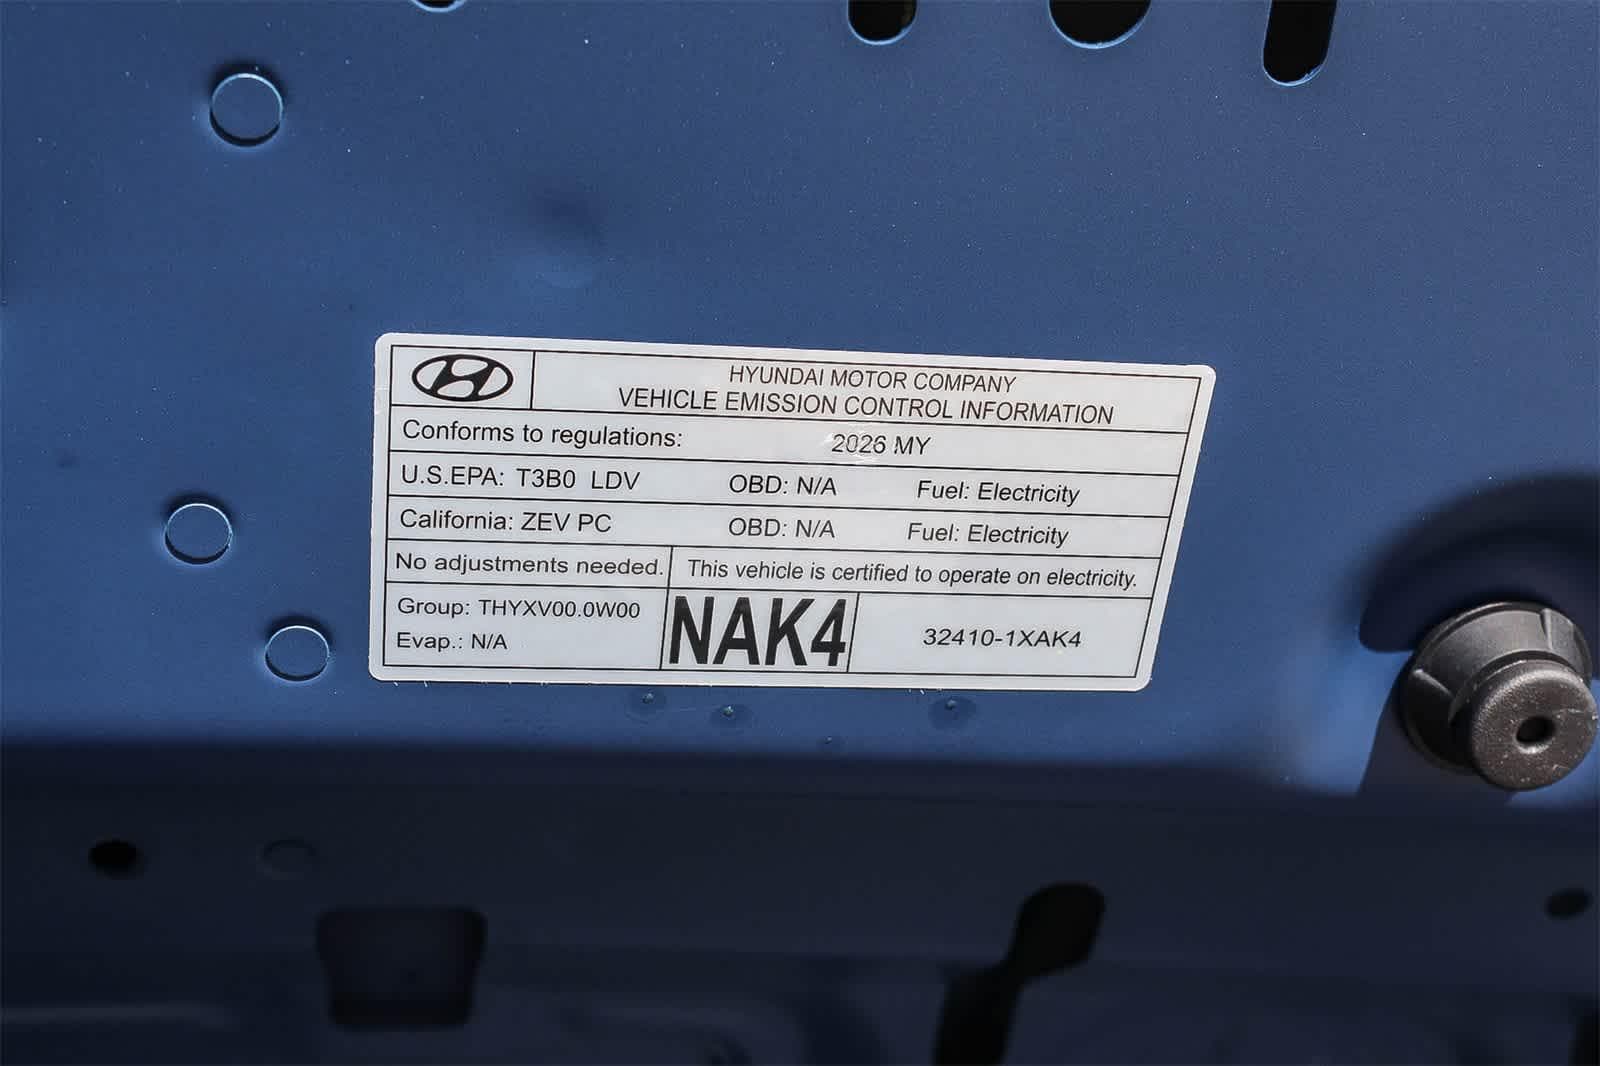 HYUNDAI MOTOR COMPANY
VEHICLE EMISSION CONTROL INFORMATION
Conforms to regulations: 2026 MY
U.S.EPA: T3B0 LDV OBD: N/A Fuel: Electricity
California: ZEV PC OBD: N/A Fuel: Electricity
No adjustments needed. This vehicle is certified to operate on electricity.
Group: THYXV00.0W00
Evap.: N/A
NAK4
32410-1XAK4